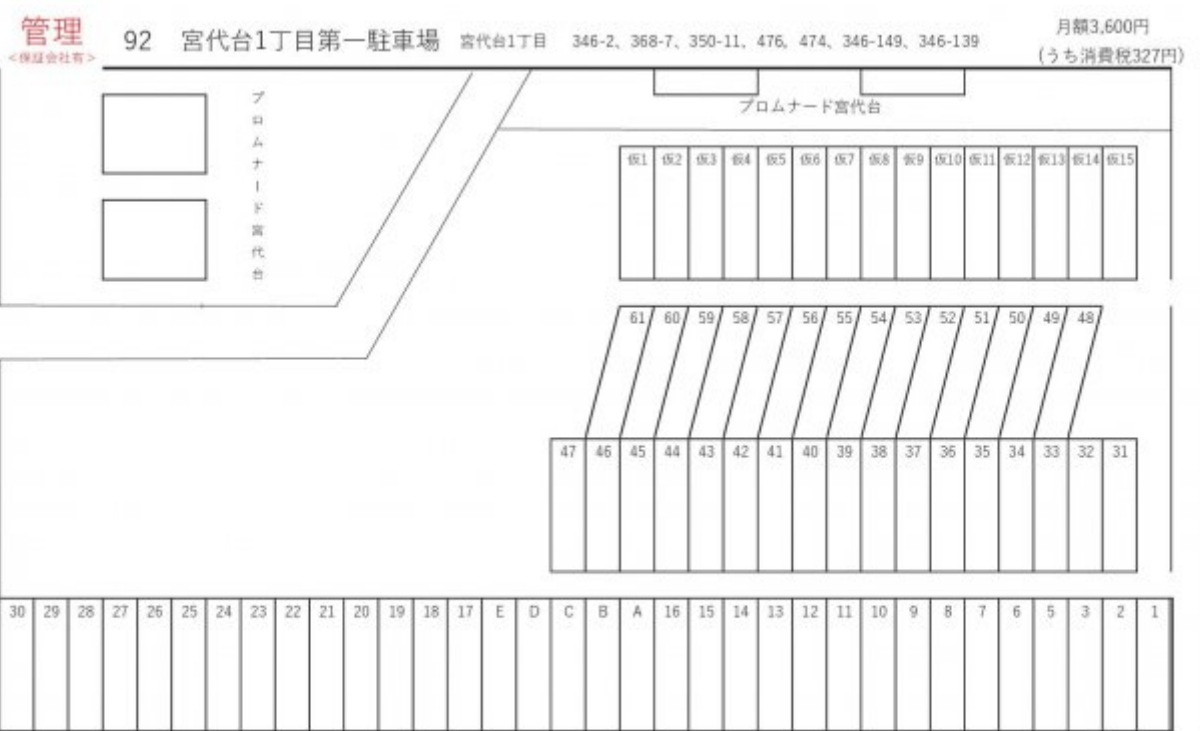 管理
<保証会社有>
92 宮代台1丁目第一駐車場 宮代台1丁目 346-2、368-7、350-11、476、474、346-149、346-139
月額3,600円
(うち消費税327円)
プロムナード宮代台
プロムナード宮代台
仮1 仮2 仮3 仮4 仮5 仮6 仮7 仮8 仮9 仮10 仮11 仮12 仮13 仮14 仮15
61 60 59 58 57 56 55 54 53 52 51 50 49 48
47 46 45 44 43 42 41 40 39 38 37 36 35 34 33 32 31
30 29 28 27 26 25 24 23 22 21 20 19 18 17 E D C B A 16 15 14 13 12 11 10 9 8 7 6 5 3 2 1